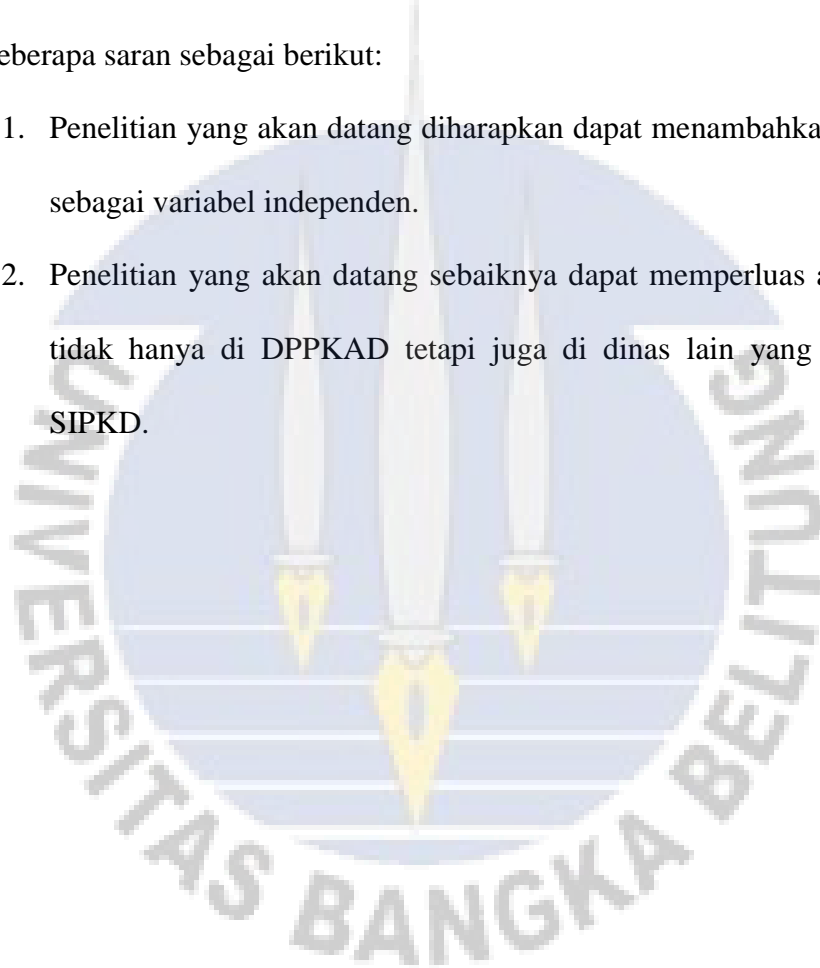 eberapa saran sebagai berikut:
1. Penelitian yang akan datang diharapkan dapat menambahka
sebagai variabel independen.
2. Penelitian yang akan datang sebaiknya dapat memperluas a
tidak hanya di DPPKAD tetapi juga di dinas lain yang
SIPKD.
UNIVERSITAS BANGKA BELITUNG